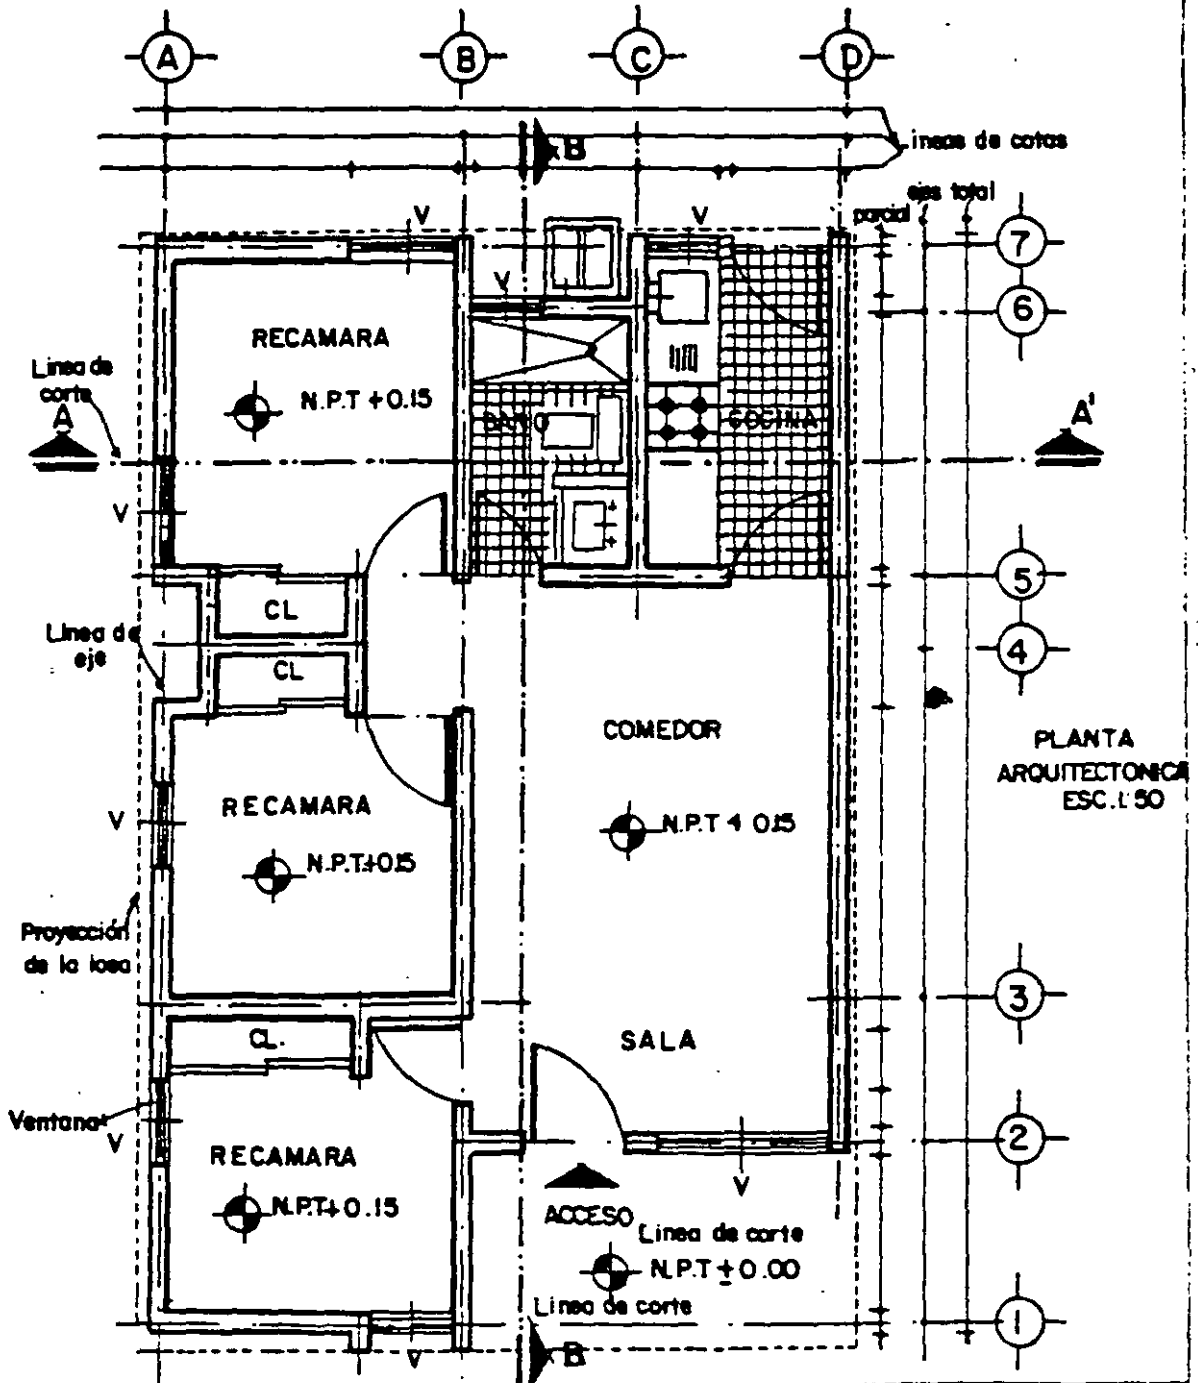 A B C D
B
ineas de cotas
parcial ejes total
V V
7
V
6
RECAMARA
N.P.T +0.15
Linea de
corte
A
A'
BAÑO
COCINA
V
5
CL
Linea de
eje
4
CL
COMEDOR
PLANTA
ARQUITECTONICA
ESC. 1:50
RECAMARA
V
N.P.T + 0.15
N.P.T.+0.15
Proyección
de la losa
3
CL.
SALA
Ventana
V
2
RECAMARA
V
N.P.T+0.15
ACCESO
Linea de corte
N.P.T ± 0.00
Linea de corte
1
V
B